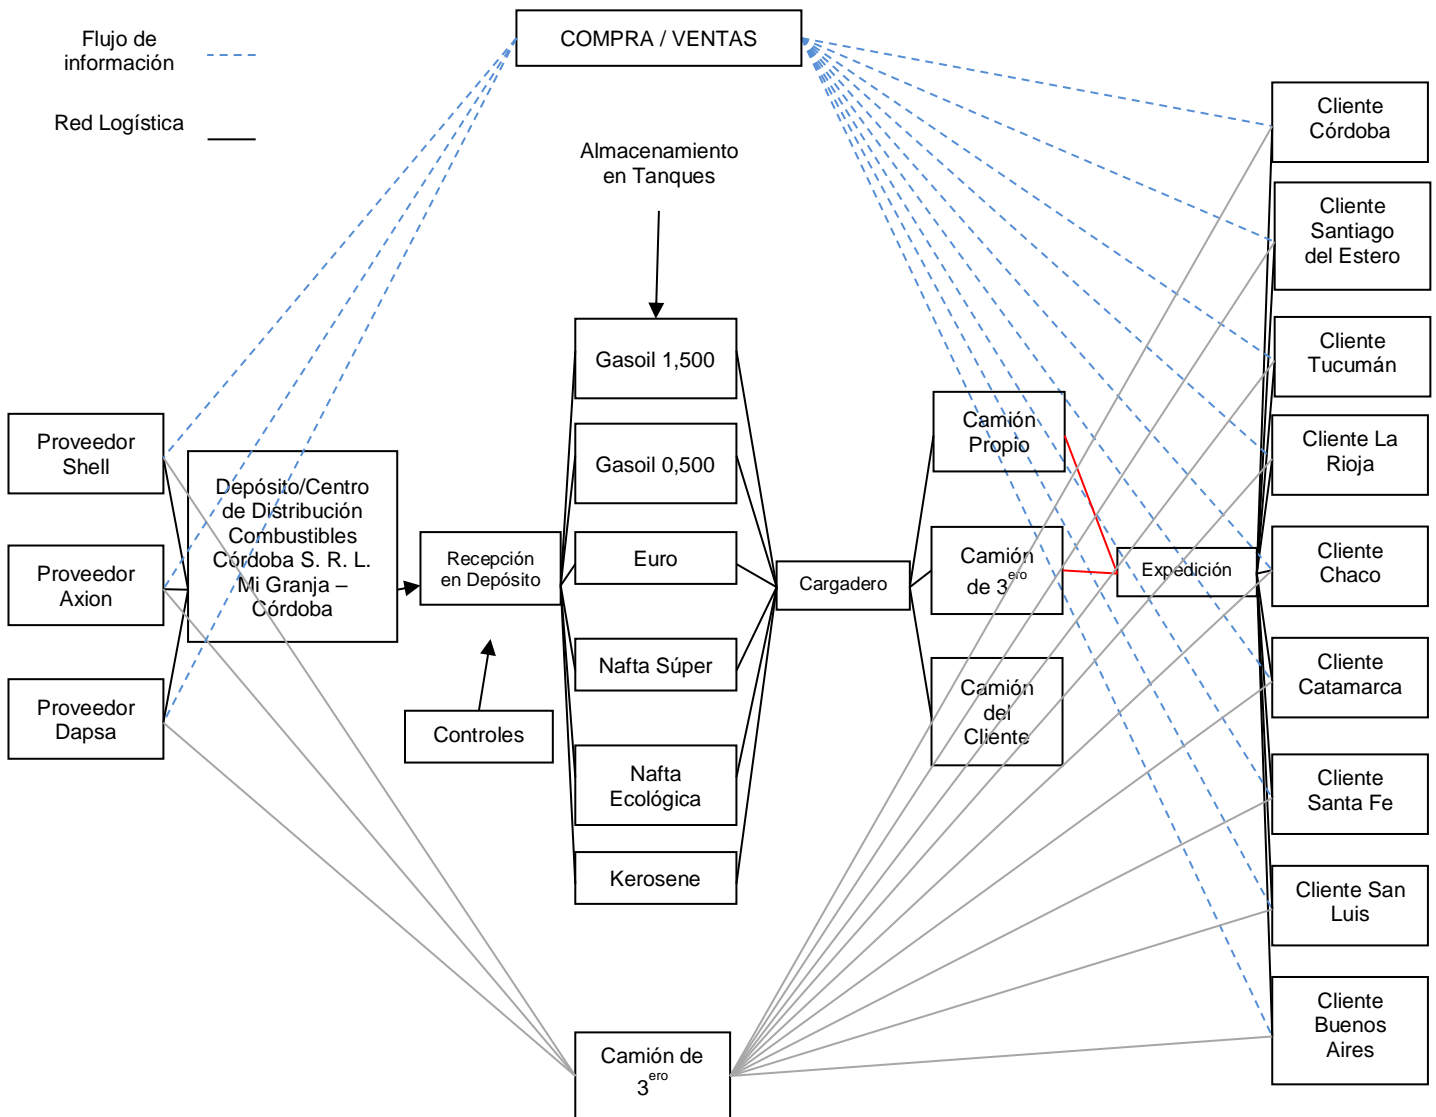 Flujo de
información
Red Logística
COMPRA / VENTAS
Almacenamiento
en Tanques
Proveedor
Shell
Proveedor
Axion
Proveedor
Dapsa
Depósito/Centro
de Distribución
Combustibles
Córdoba S. R. L.
Mi Granja –
Córdoba
Recepción
en Depósito
Controles
Gasoil 1,500
Gasoil 0,500
Euro
Nafta Súper
Nafta
Ecológica
Kerosene
Cargadero
Camión
Propio
Camión
de 3ero
Camión
del
Cliente
Expedición
Cliente
Córdoba
Cliente
Santiago
del Estero
Cliente
Tucumán
Cliente La
Rioja
Cliente
Chaco
Cliente
Catamarca
Cliente
Santa Fe
Cliente San
Luis
Cliente
Buenos
Aires
Camión de
3ero